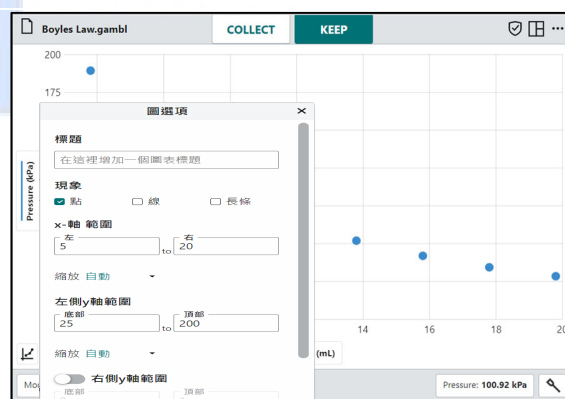 Boyles Law.gambl COLLECT KEEP
200
175
圖選項
標題
在這裡增加一個圖表標題
現象
點 線 長條
x-軸 範圍
左 右
5 to 20
縮放 自動
左側y軸範圍
底部 頂部
25 to 200
縮放 自動
右側y軸範圍
底部 頂部
Pressure (kPa)
14 16 18 20
(mL)
Pressure: 100.92 kPa